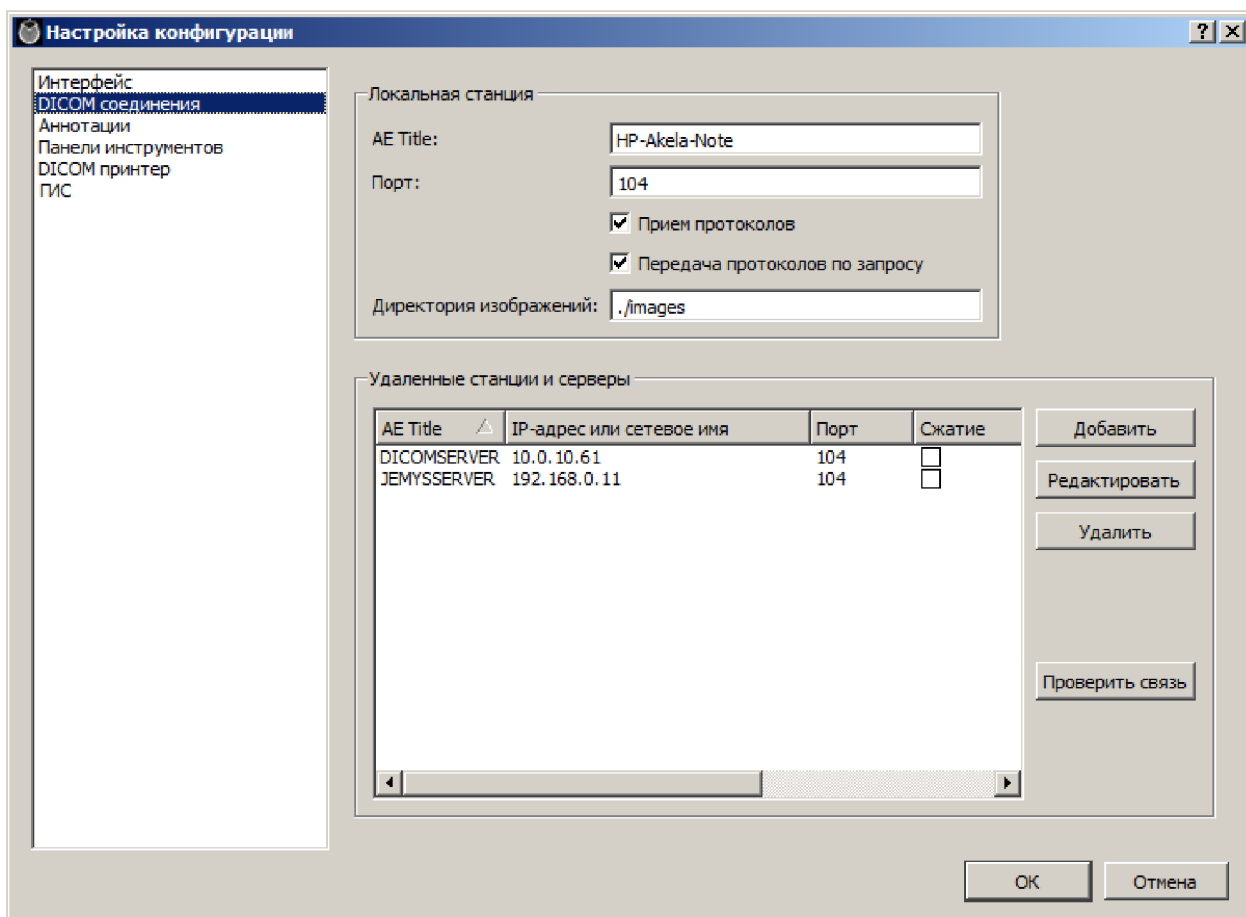 Настройка конфигурации
Интерфейс
DICOM соединения
Аннотации
Панели инструментов
DICOM принтер
ГИС
Локальная станция
AE Title: HP-Akela-Note
Порт: 104
Прием протоколов
Передача протоколов по запросу
Директория изображений: ./images
Удаленные станции и серверы
AE Title IP-адрес или сетевое имя Порт Сжатие
DICOMSERVER 10.0.10.61 104
JEMYSSERVER 192.168.0.11 104
Добавить
Редактировать
Удалить
Проверить связь
OK Отмена